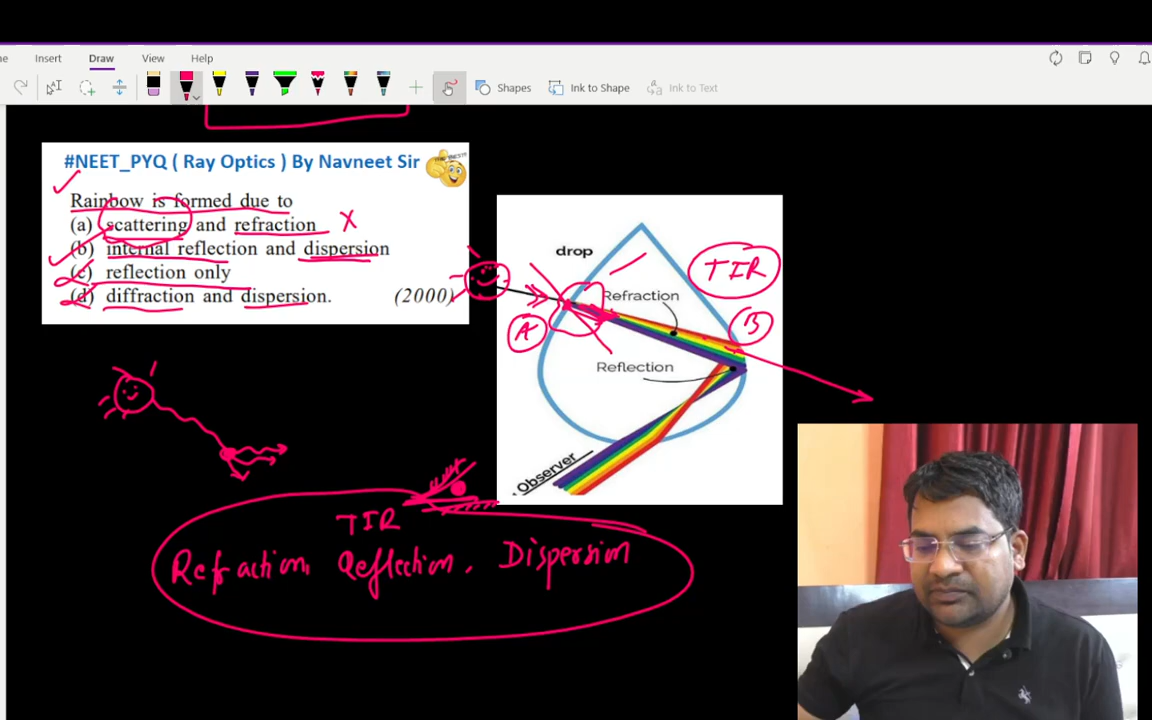 Insert Draw View Help
Shapes Ink to Shape Ink to Text
#NEET_PYQ ( Ray Optics ) By Navneet Sir
Rainbow is formed due to
(a) scattering and refraction X
(b) internal reflection and dispersion
(c) reflection only
(d) diffraction and dispersion. (2000)
drop
TIR
Refraction
A
B
Reflection
Observer
TIR
Refraction, Reflection, Dispersion